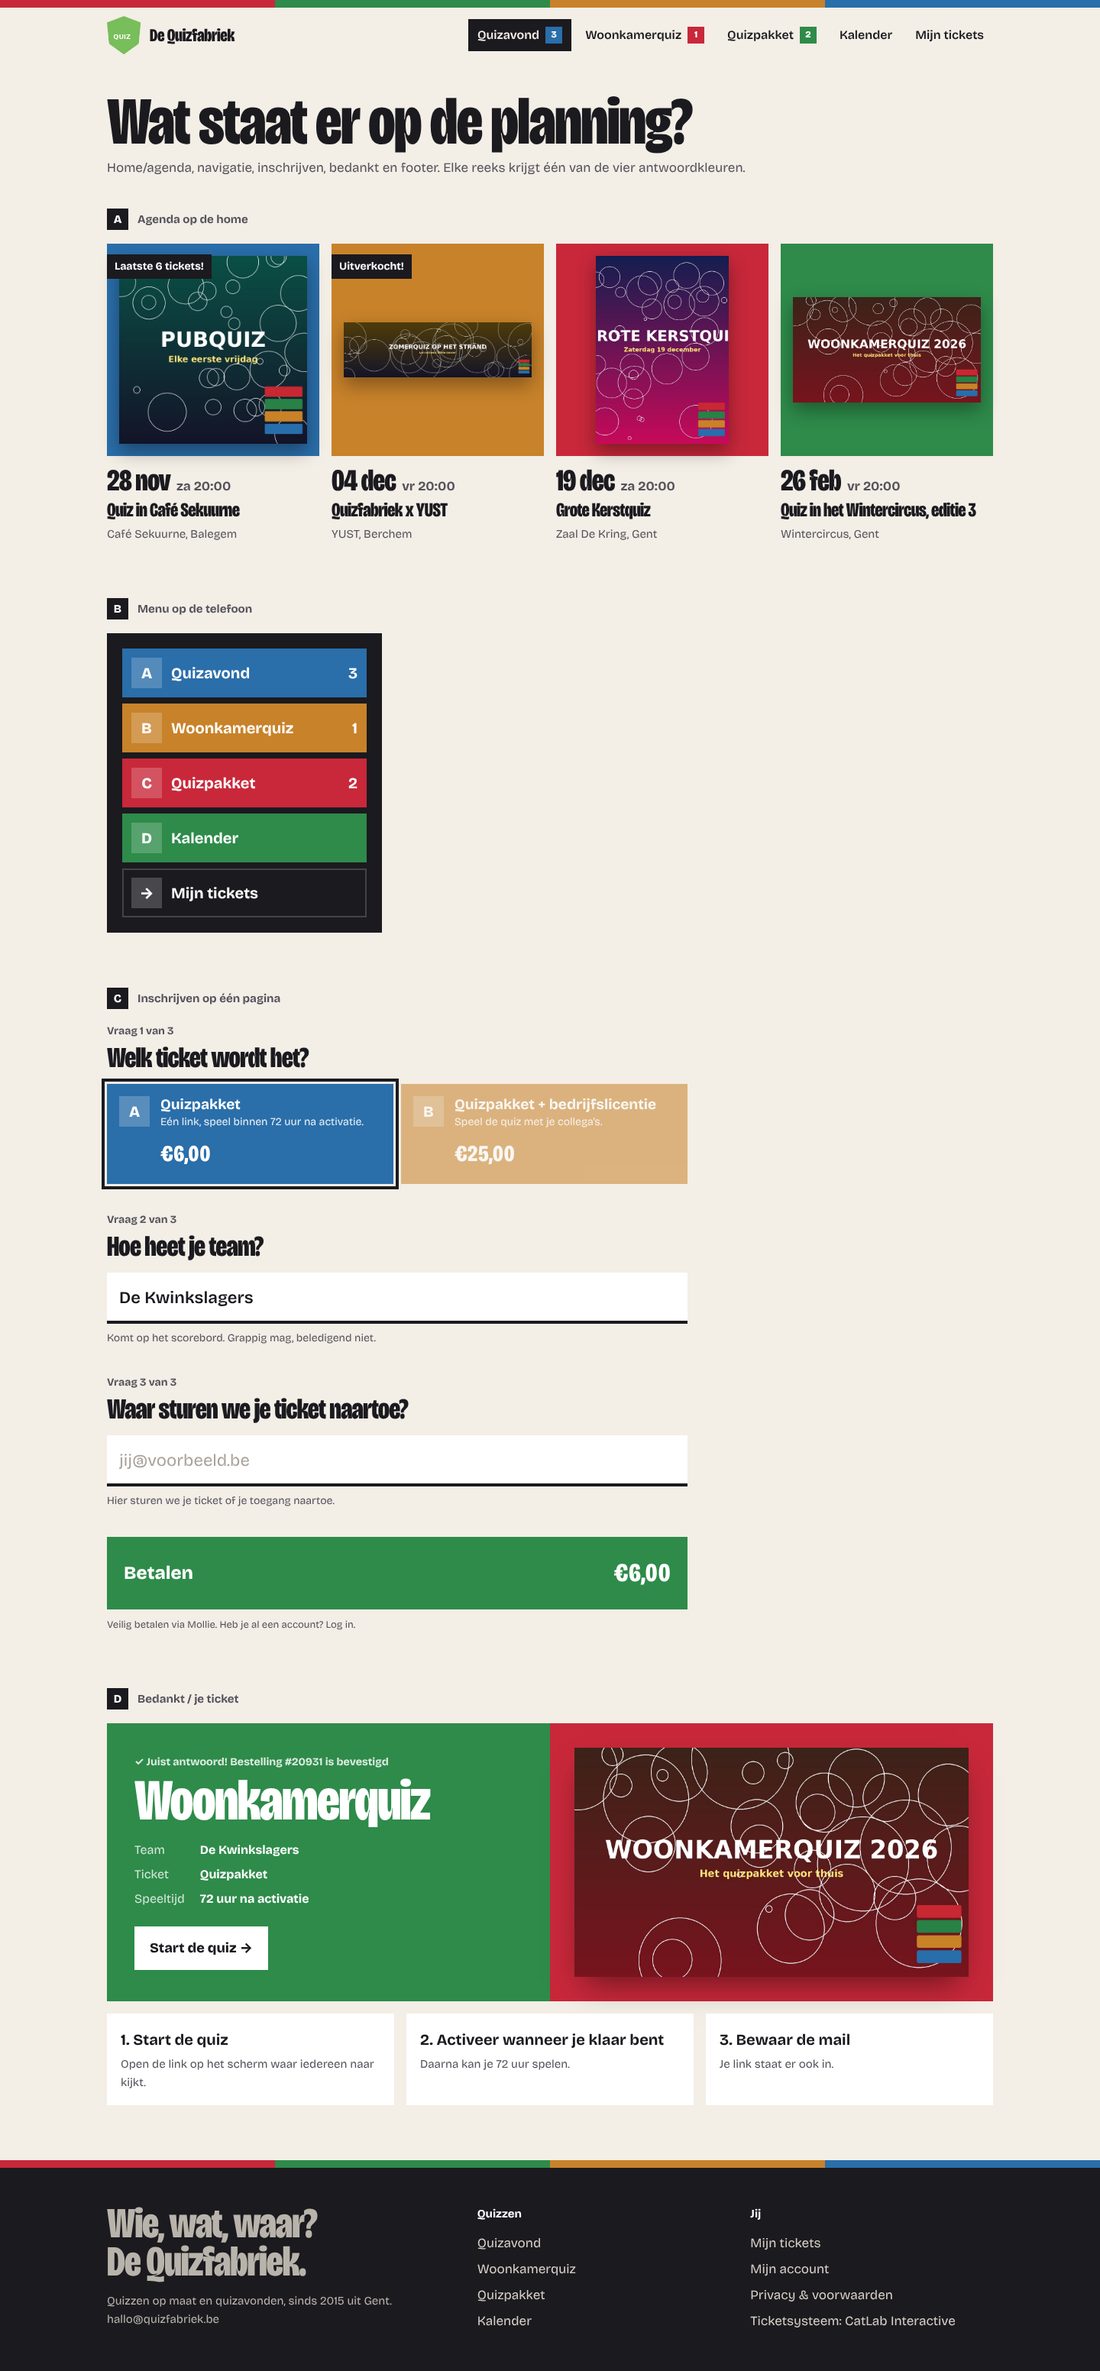 QUIZ
De Quizfabriek
Quizavond 3
Woonkamerquiz 1
Quizpakket 2
Kalender
Mijn tickets
Wat staat er op de planning?
Home/agenda, navigatie, inschrijven, bedankt en footer. Elke reeks krijgt één van de vier antwoordkleuren.
A Agenda op de home
Laatste 6 tickets!
PUBQUIZ
Elke eerste vrijdag
28 nov za 20:00
Quiz in Café Sekuurne
Café Sekuurne, Balegem
Uitverkocht!
ZOMERQUIZ OP HET STRAND
04 dec vr 20:00
Quizfabriek x YUST
YUST, Berchem
ROTE KERSTQUI
Zaterdag 19 december
19 dec za 20:00
Grote Kerstquiz
Zaal De Kring, Gent
WOONKAMERQUIZ 2026
Het quizpakket voor thuis
26 feb vr 20:00
Quiz in het Wintercircus, editie 3
Wintercircus, Gent
B Menu op de telefoon
A Quizavond 3
B Woonkamerquiz 1
C Quizpakket 2
D Kalender
→ Mijn tickets
C Inschrijven op één pagina
Vraag 1 van 3
Welk ticket wordt het?
A Quizpakket
Eén link, speel binnen 72 uur na activatie.
€6,00
B Quizpakket + bedrijfslicentie
Speel de quiz met je collega's.
€25,00
Vraag 2 van 3
Hoe heet je team?
De Kwinkslagers
Komt op het scorebord. Grappig mag, beledigend niet.
Vraag 3 van 3
Waar sturen we je ticket naartoe?
jij@voorbeeld.be
Hier sturen we je ticket of je toegang naartoe.
Betalen €6,00
Veilig betalen via Mollie. Heb je al een account? Log in.
D Bedankt / je ticket
✓ Juist antwoord! Bestelling #20931 is bevestigd
Woonkamerquiz
Team De Kwinkslagers
Ticket Quizpakket
Speeltijd 72 uur na activatie
Start de quiz →
WOONKAMERQUIZ 2026
Het quizpakket voor thuis
1. Start de quiz
Open de link op het scherm waar iedereen naar
kijkt.
2. Activeer wanneer je klaar bent
Daarna kan je 72 uur spelen.
3. Bewaar de mail
Je link staat er ook in.
Wie, wat, waar?
De Quizfabriek.
Quizzen op maat en quizavonden, sinds 2015 uit Gent.
hallo@quizfabriek.be
Quizzen
Quizavond
Woonkamerquiz
Quizpakket
Kalender
Jij
Mijn tickets
Mijn account
Privacy & voorwaarden
Ticketsysteem: CatLab Interactive